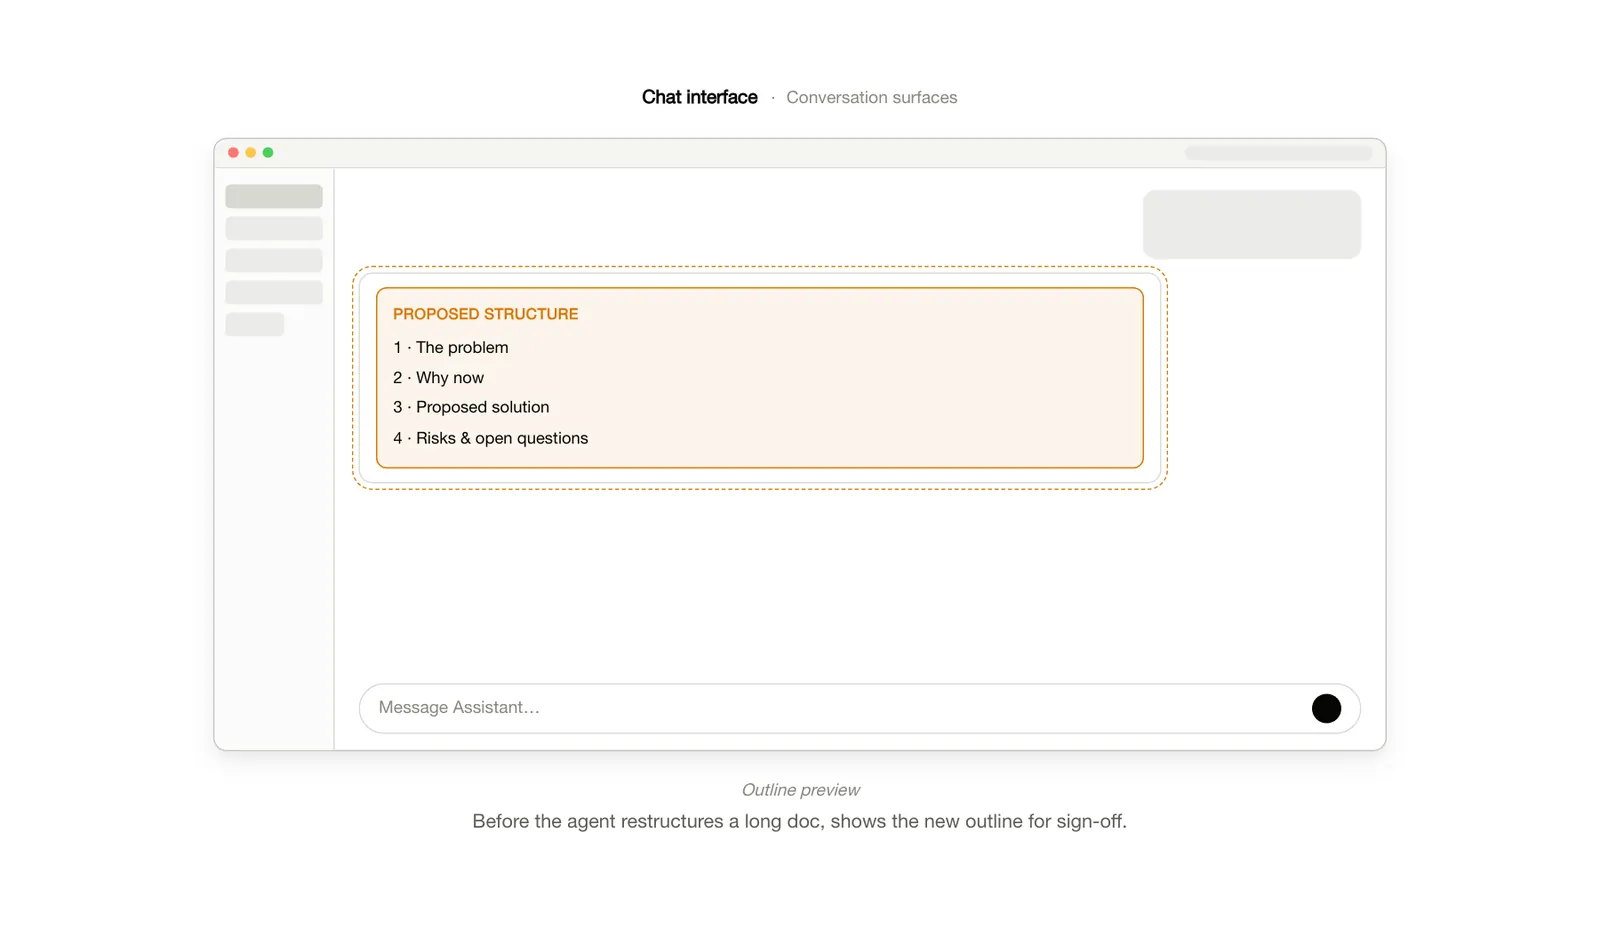 Chat interface · Conversation surfaces
PROPOSED STRUCTURE
1 · The problem
2 · Why now
3 · Proposed solution
4 · Risks & open questions
Message Assistant...
Outline preview
Before the agent restructures a long doc, shows the new outline for sign-off.